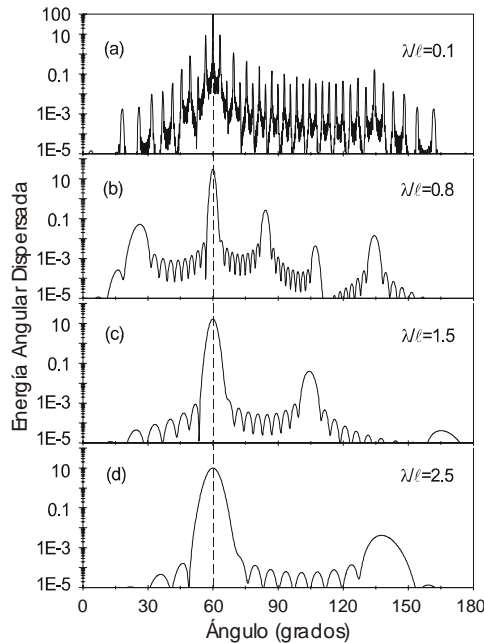 100
10
0.1
1E-3
1E-5
(a)
λ/ℓ=0.1
10
0.1
1E-3
1E-5
(b)
λ/ℓ=0.8
10
0.1
1E-3
1E-5
(c)
λ/ℓ=1.5
10
0.1
1E-3
1E-5
(d)
λ/ℓ=2.5
0 30 60 90 120 150 180
Ángulo (grados)
Energía Angular Dispersada